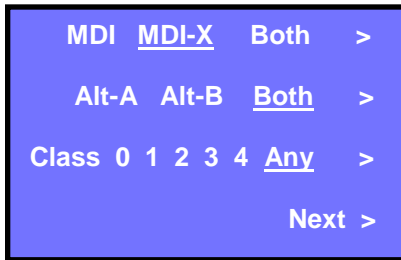 MDI MDI-X Both >
Alt-A Alt-B Both >
Class 0 1 2 3 4 Any >
Next >